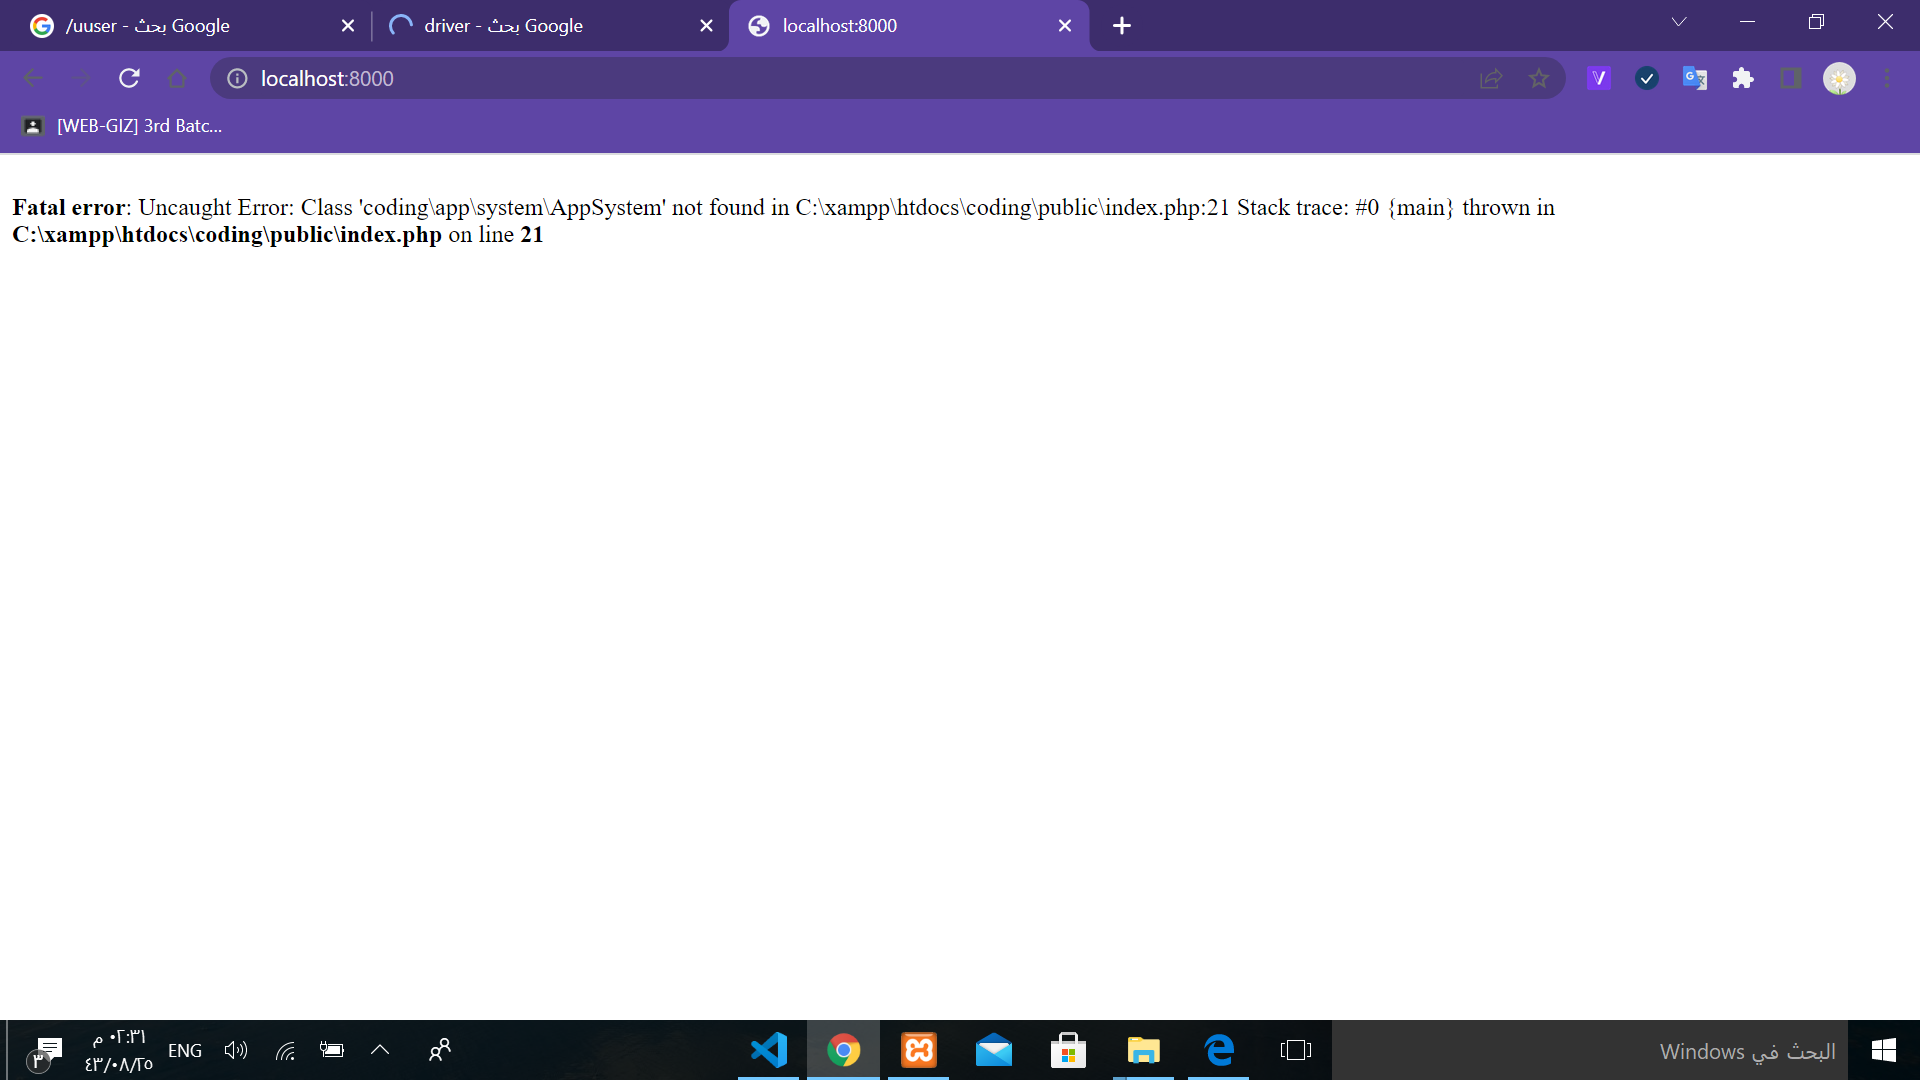 /uuser - بحث Google
driver - بحث Google
localhost:8000
localhost:8000
[WEB-GIZ] 3rd Batc...
Fatal error: Uncaught Error: Class 'coding\app\system\AppSystem' not found in C:\xampp\htdocs\coding\public\index.php:21 Stack trace: #0 {main} thrown in
C:\xampp\htdocs\coding\public\index.php on line 21
٠٢:٣١ م
٤٣/٠٨/٢٥
٣
ENG
البحث في Windows